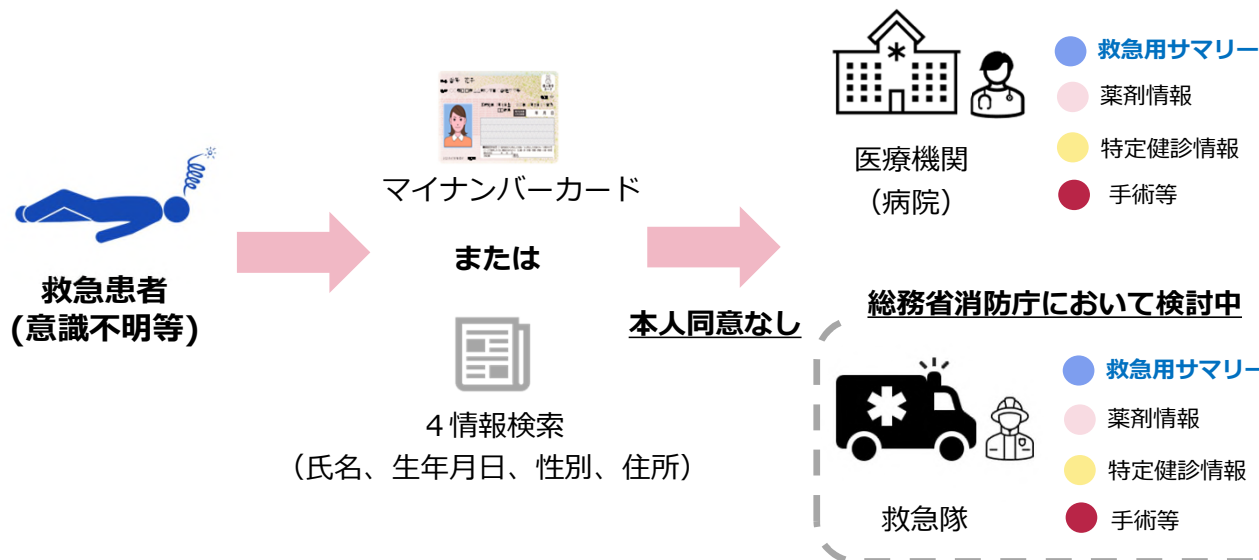 救急患者
(意識不明等)
マイナンバーカード
または
4情報検索
（氏名、生年月日、性別、住所）
本人同意なし
医療機関
（病院）
救急用サマリー
薬剤情報
特定健診情報
手術等
総務省消防庁において検討中
救急隊
救急用サマリー
薬剤情報
特定健診情報
手術等